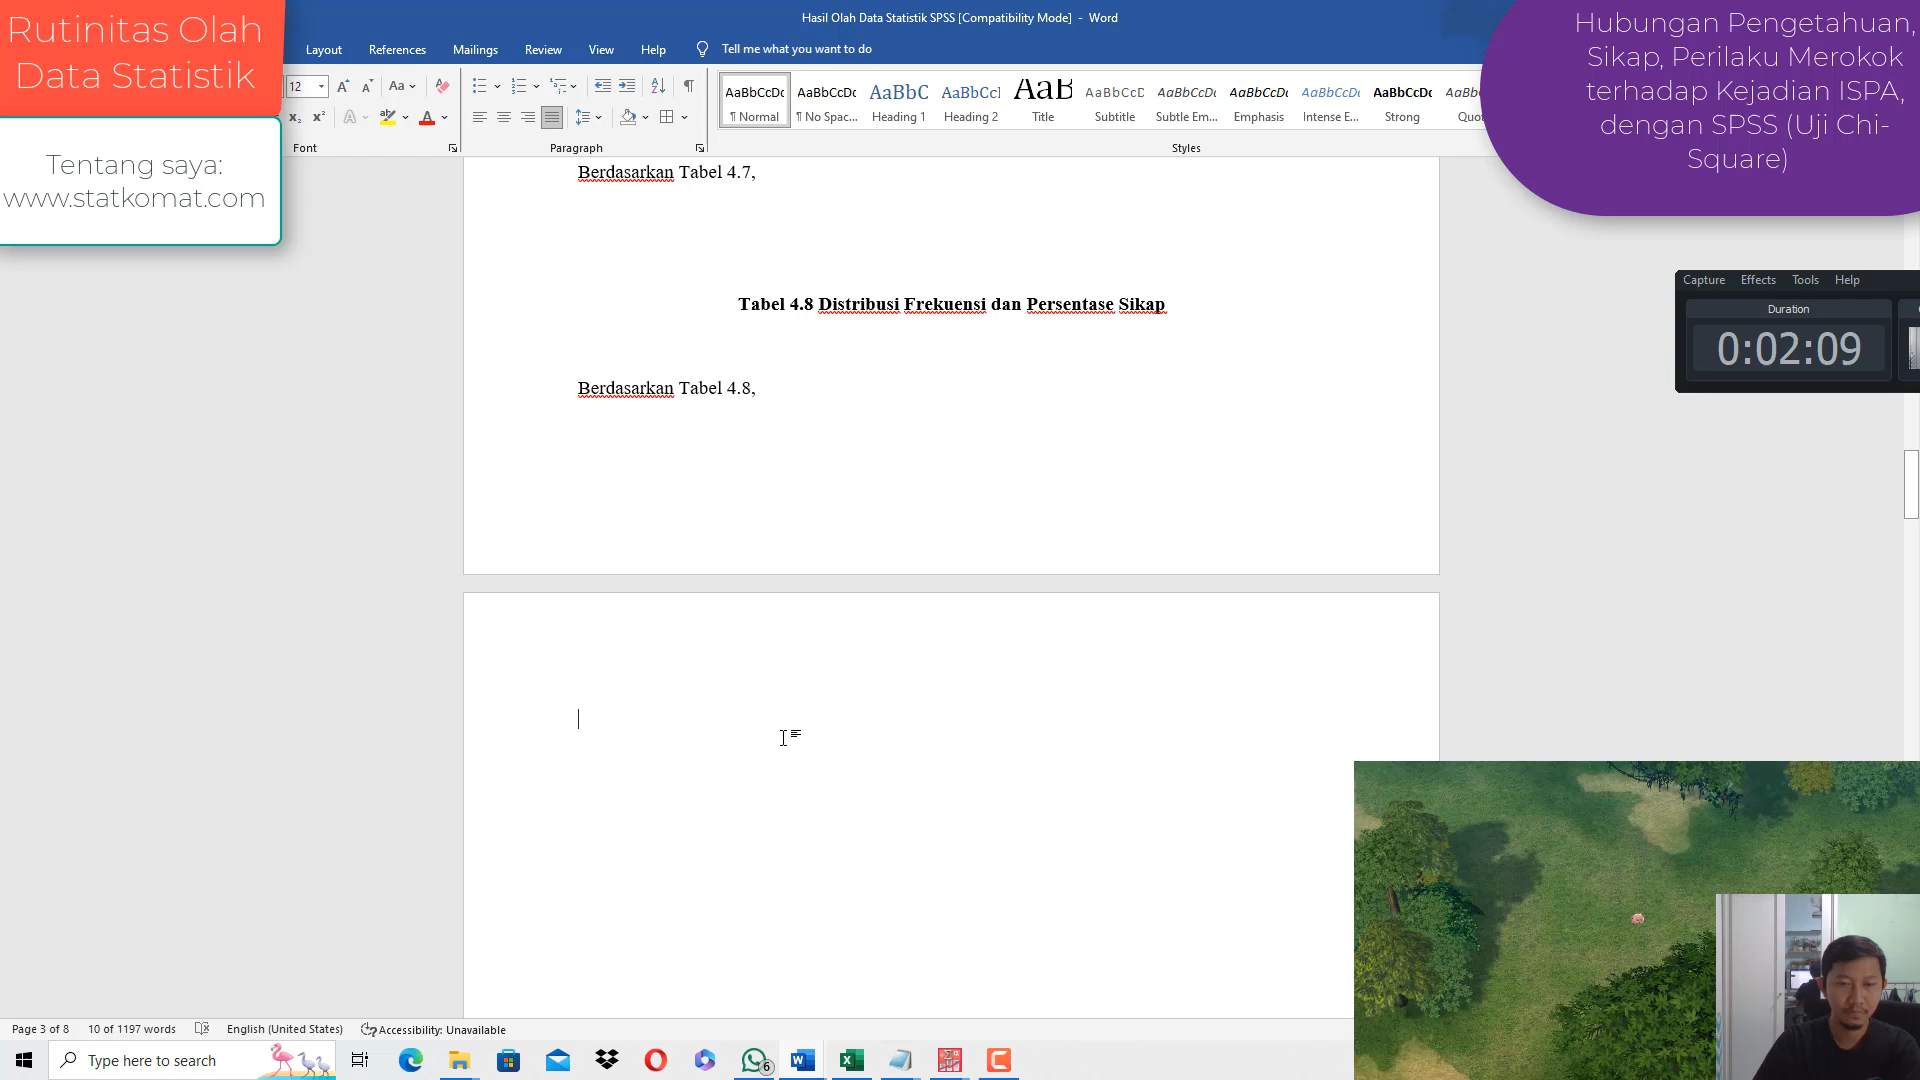 Rutinitas Olah
Data Statistik
Tentang saya:
www.statkomat.com
Hasil Olah Data Statistik SPSS [Compatibility Mode] - Word
Hubungan Pengetahuan,
Sikap, Perilaku Merokok
terhadap Kejadian ISPA,
dengan SPSS (Uji Chi-
Square)
Layout References Mailings Review View Help Tell me what you want to do
12 Aa
AaBbCcDc AaBbCcDc AaBbC AaBbCcI AaB AaBbCcD AaBbCcDc AaBbCcDc AaBbCcDc AaBbCcDc AaBbCcDc
¶ Normal ¶ No Spac... Heading 1 Heading 2 Title Subtitle Subtle Em... Emphasis Intense E... Strong Quot
Font Paragraph Styles
Berdasarkan Tabel 4.7,
Tabel 4.8 Distribusi Frekuensi dan Persentase Sikap
Berdasarkan Tabel 4.8,
Capture Effects Tools Help
Duration
0:02:09
Page 3 of 8 10 of 1197 words English (United States) Accessibility: Unavailable
Type here to search
6